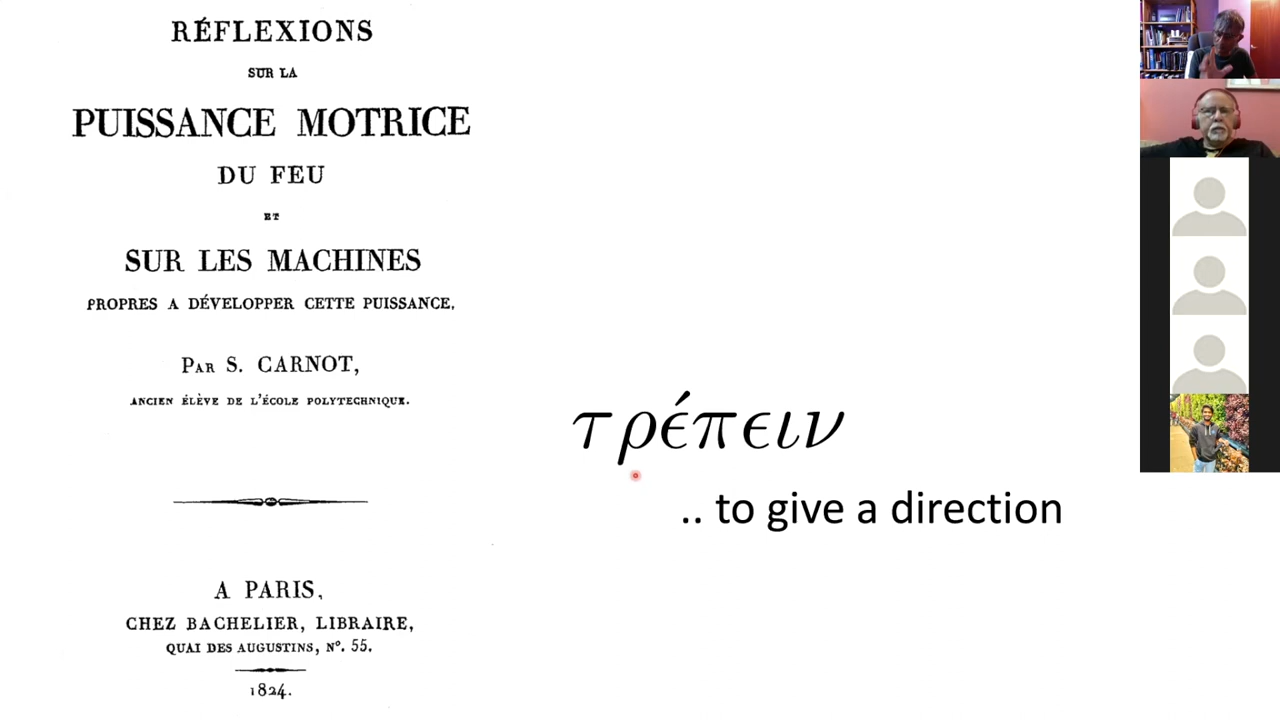 RÉFLEXIONS
SUR LA
PUISSANCE MOTRICE
DU FEU
ET
SUR LES MACHINES
PROPRES A DÉVELOPPER CETTE PUISSANCE,
PAR S. CARNOT,
ANCIEN ÉLÈVE DE L'ÉCOLE POLYTECHNIQUE.
A PARIS,
CHEZ BACHELIER, LIBRAIRE,
QUAI DES AUGUSTINS, Nº. 55.
1824.
τρέπειν
.. to give a direction